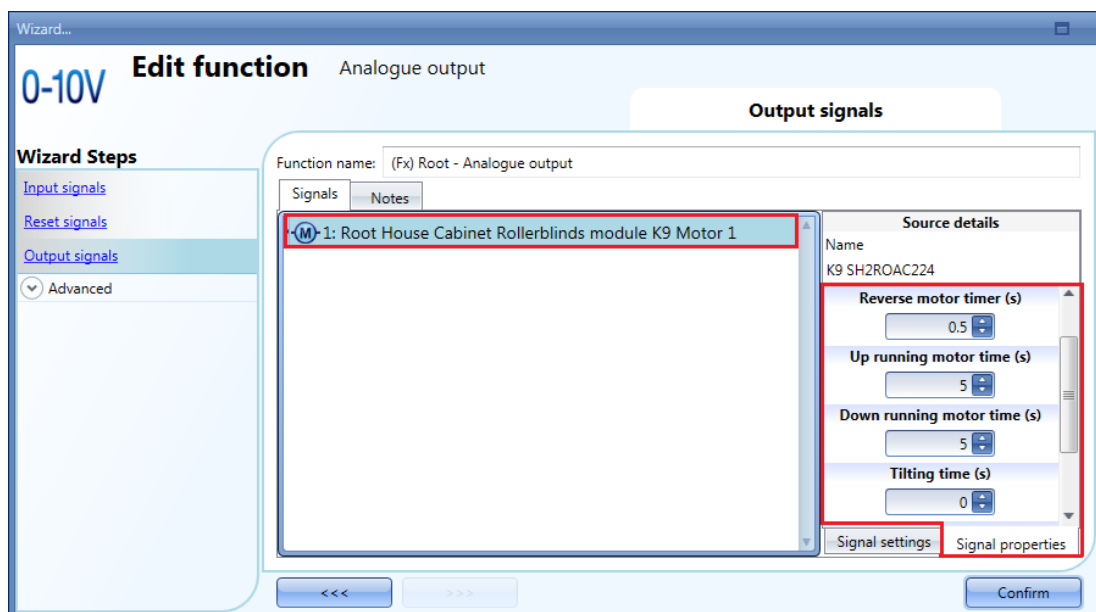 Wizard...
0-10V
Edit function Analogue output
Output signals
Wizard Steps
Input signals
Reset signals
Output signals
Advanced
Function name: (Fx) Root - Analogue output
Signals Notes
M 1: Root House Cabinet Rollerblinds module K9 Motor 1
Source details
Name
K9 SH2ROAC224
Reverse motor timer (s)
0.5
Up running motor time (s)
5
Down running motor time (s)
5
Tilting time (s)
0
Signal settings Signal properties
<<< >>> Confirm